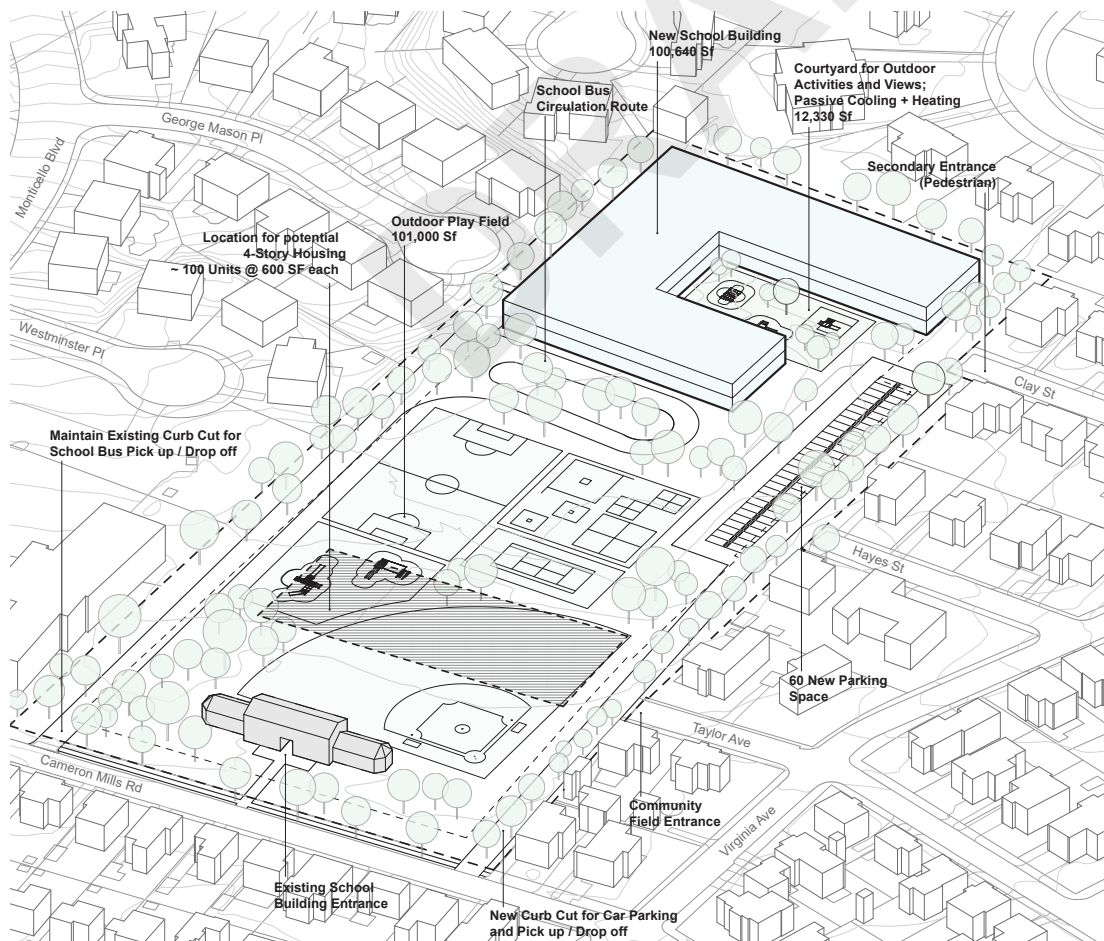 New School Building
100,640 Sf
Courtyard for Outdoor
Activities and Views;
Passive Cooling + Heating
12,330 Sf
School Bus
Circulation Route
George Mason Pl
Monticello Blvd
Secondary Entrance
(Pedestrian)
Outdoor Play Field
101,000 Sf
Location for potential
4-Story Housing
~ 100 Units @ 600 SF each
Westminster Pl
Clay St
Maintain Existing Curb Cut for
School Bus Pick up / Drop off
Hayes St
60 New Parking
Space
Taylor Ave
Cameron Mills Rd
Community
Field Entrance
Virginia Ave
Existing School
Building Entrance
New Curb Cut for Car Parking
and Pick up / Drop off